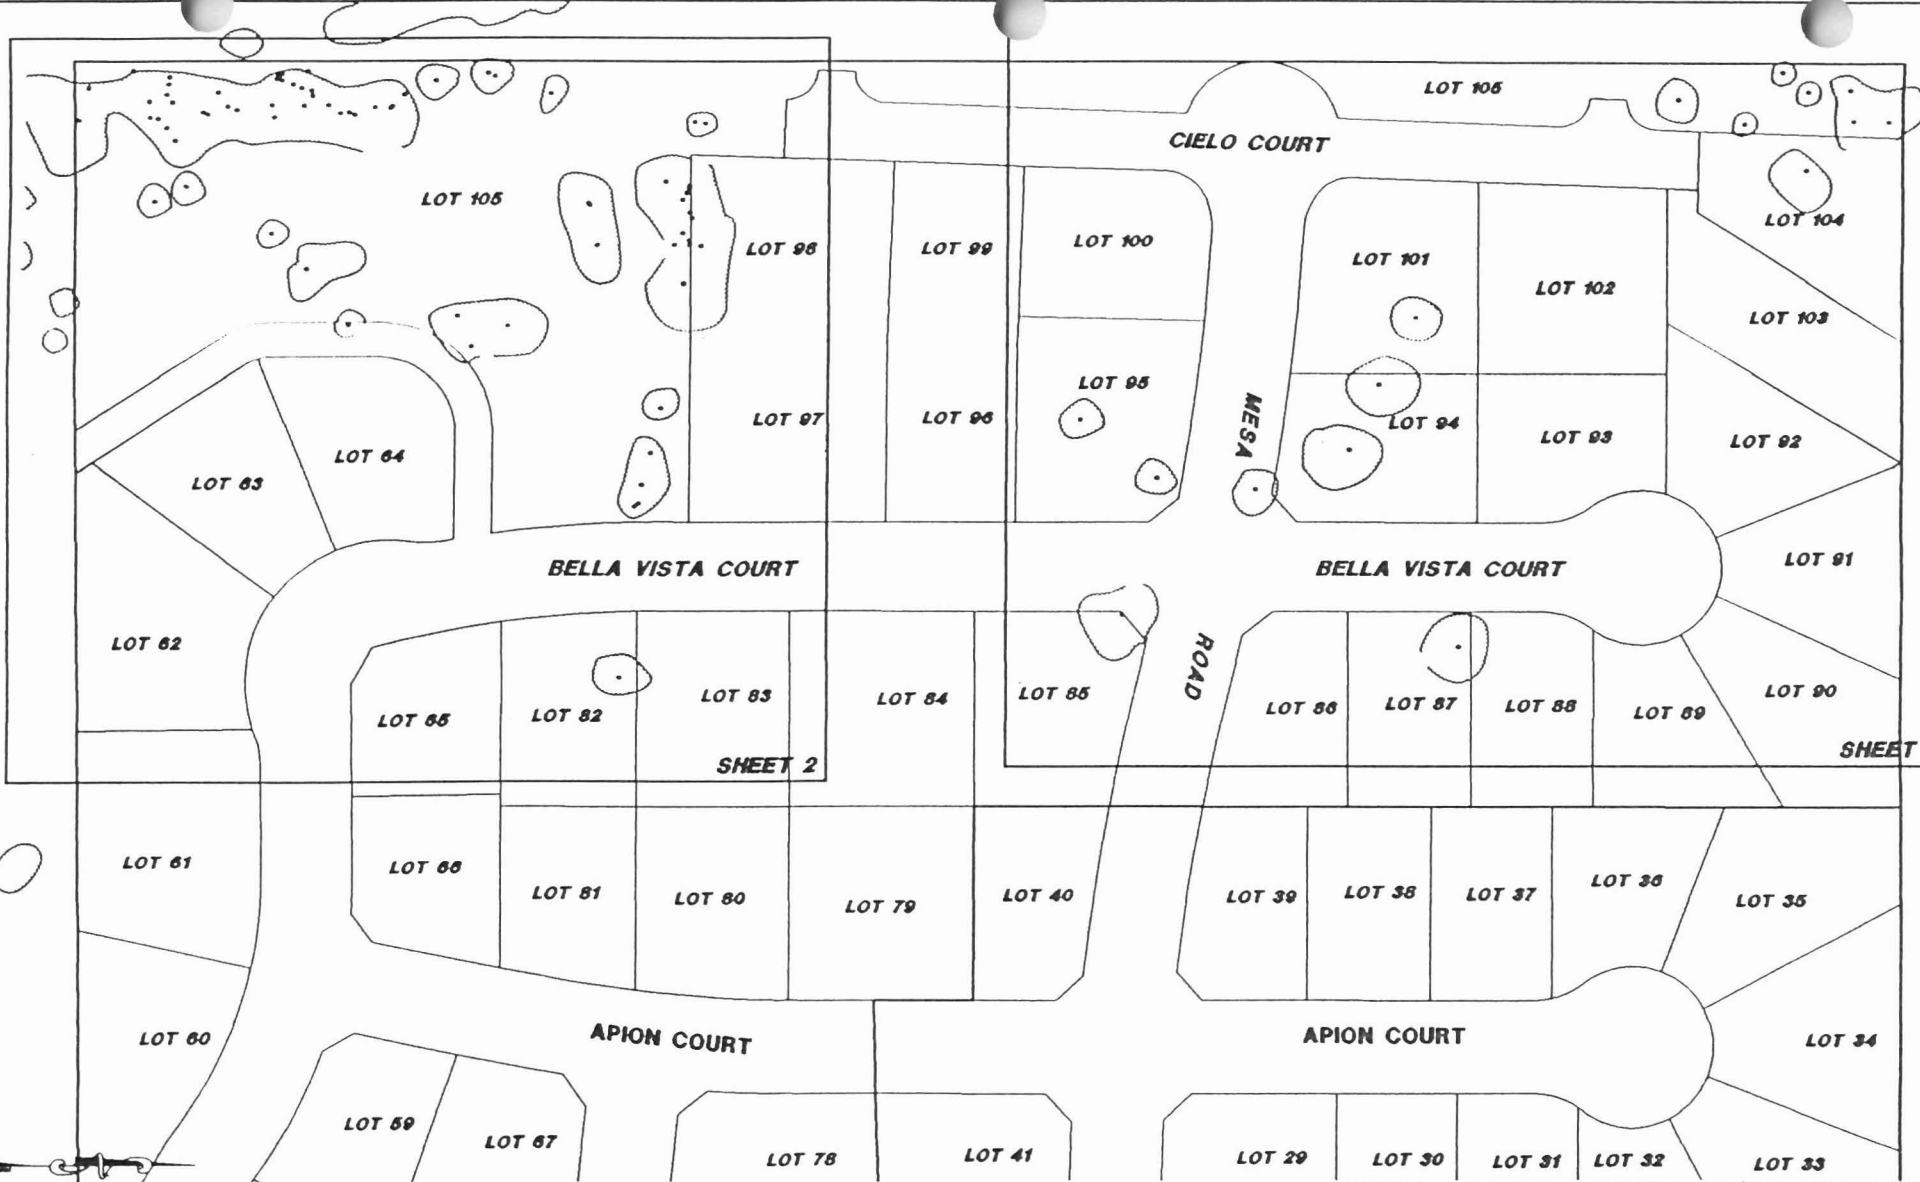 LOT 105
CIELO COURT
LOT 105
LOT 104
LOT 98
LOT 99
LOT 100
LOT 101
LOT 102
LOT 103
LOT 97
LOT 96
LOT 95
MESA
LOT 94
LOT 93
LOT 92
LOT 63
LOT 64
BELLA VISTA COURT
BELLA VISTA COURT
LOT 91
LOT 62
ROAD
LOT 65
LOT 82
LOT 83
LOT 84
LOT 85
LOT 86
LOT 87
LOT 88
LOT 89
LOT 90
SHEET 2
SHEET
LOT 61
LOT 66
LOT 81
LOT 80
LOT 79
LOT 40
LOT 39
LOT 38
LOT 37
LOT 36
LOT 35
LOT 60
APION COURT
APION COURT
LOT 34
LOT 59
LOT 67
LOT 78
LOT 41
LOT 29
LOT 30
LOT 31
LOT 32
LOT 33